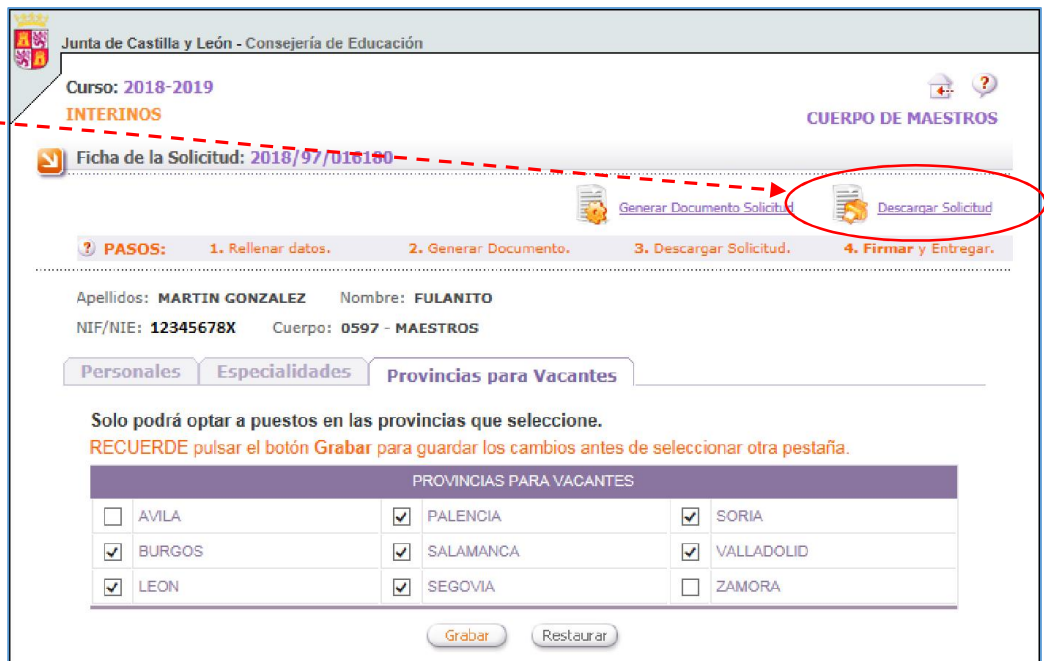 Junta de Castilla y León - Consejería de Educación
Curso: 2018-2019
INTERINOS
CUERPO DE MAESTROS
Ficha de la Solicitud: 2018/97/016180
Generar Documento Solicitud Descargar Solicitud
PASOS: 1. Rellenar datos. 2. Generar Documento. 3. Descargar Solicitud. 4. Firmar y Entregar.
Apellidos: MARTIN GONZALEZ Nombre: FULANITO
NIF/NIE: 12345678X Cuerpo: 0597 - MAESTROS
Personales Especialidades Provincias para Vacantes
Solo podrá optar a puestos en las provincias que seleccione.
RECUERDE pulsar el botón Grabar para guardar los cambios antes de seleccionar otra pestaña.
PROVINCIAS PARA VACANTES
AVILA PALENCIA SORIA
BURGOS SALAMANCA VALLADOLID
LEON SEGOVIA ZAMORA
Grabar Restaurar